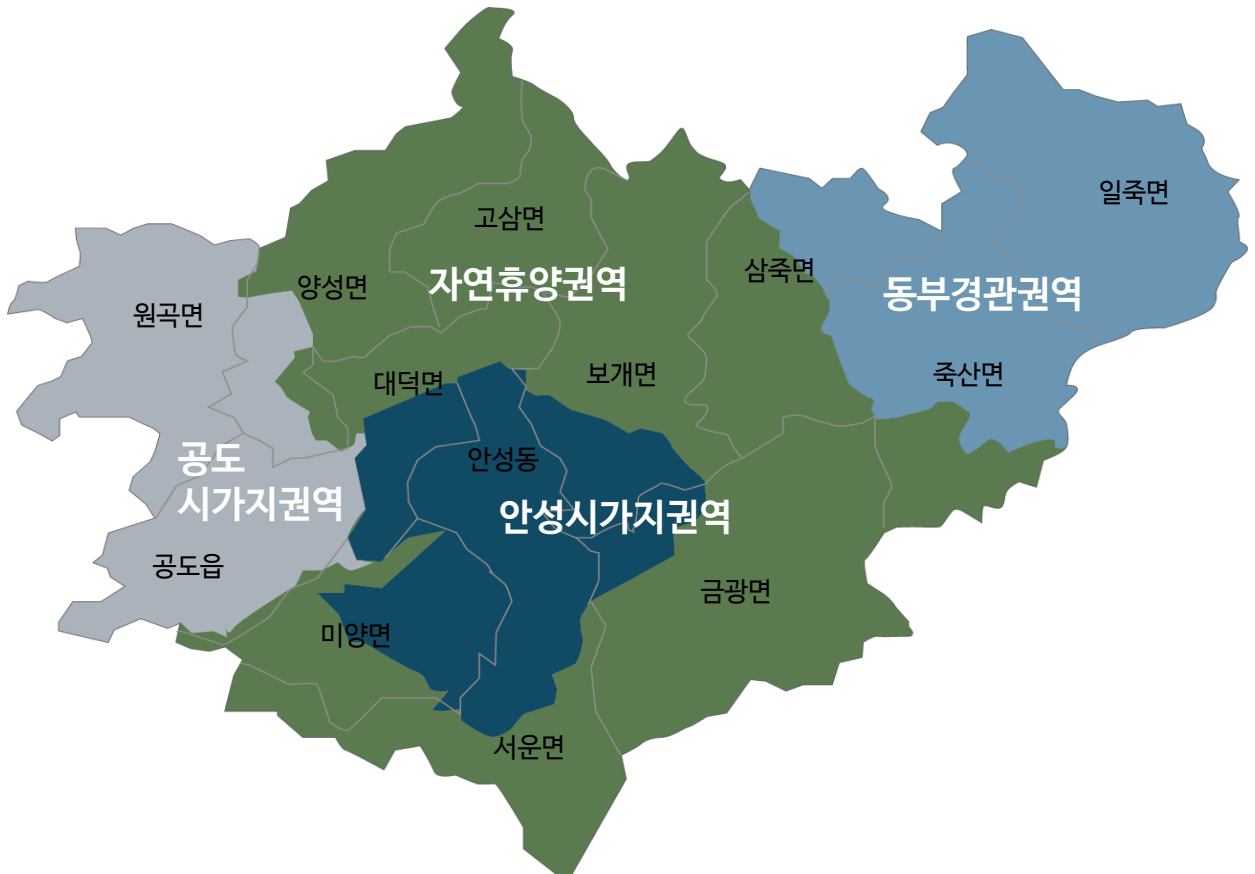 일죽면
고삼면
삼죽면
양성면
자연휴양권역
동부경관권역
원곡면
대덕면
보개면
죽산면
공도
시가지권역
안성동
안성시가지권역
공도읍
금광면
미양면
서운면